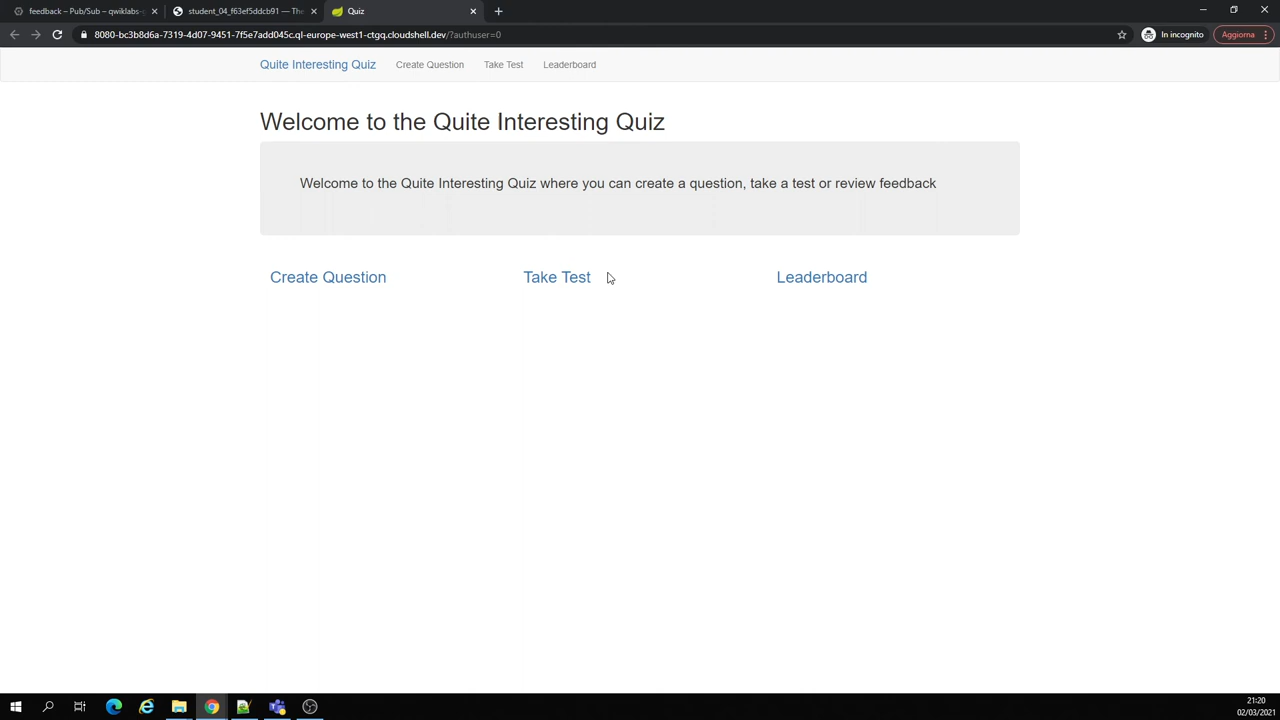 feedback – Pub/Sub – qwiklabs-g
student_04_f63ef5ddcb91 — The
Quiz
8080-bc3b8d6a-7319-4d07-9451-7f5e7add045c.ql-europe-west1-ctgq.cloudshell.dev/?authuser=0
In incognito
Aggiorna
Quite Interesting Quiz
Create Question
Take Test
Leaderboard
Welcome to the Quite Interesting Quiz
Welcome to the Quite Interesting Quiz where you can create a question, take a test or review feedback
Create Question
Take Test
Leaderboard
21:20
02/03/2021